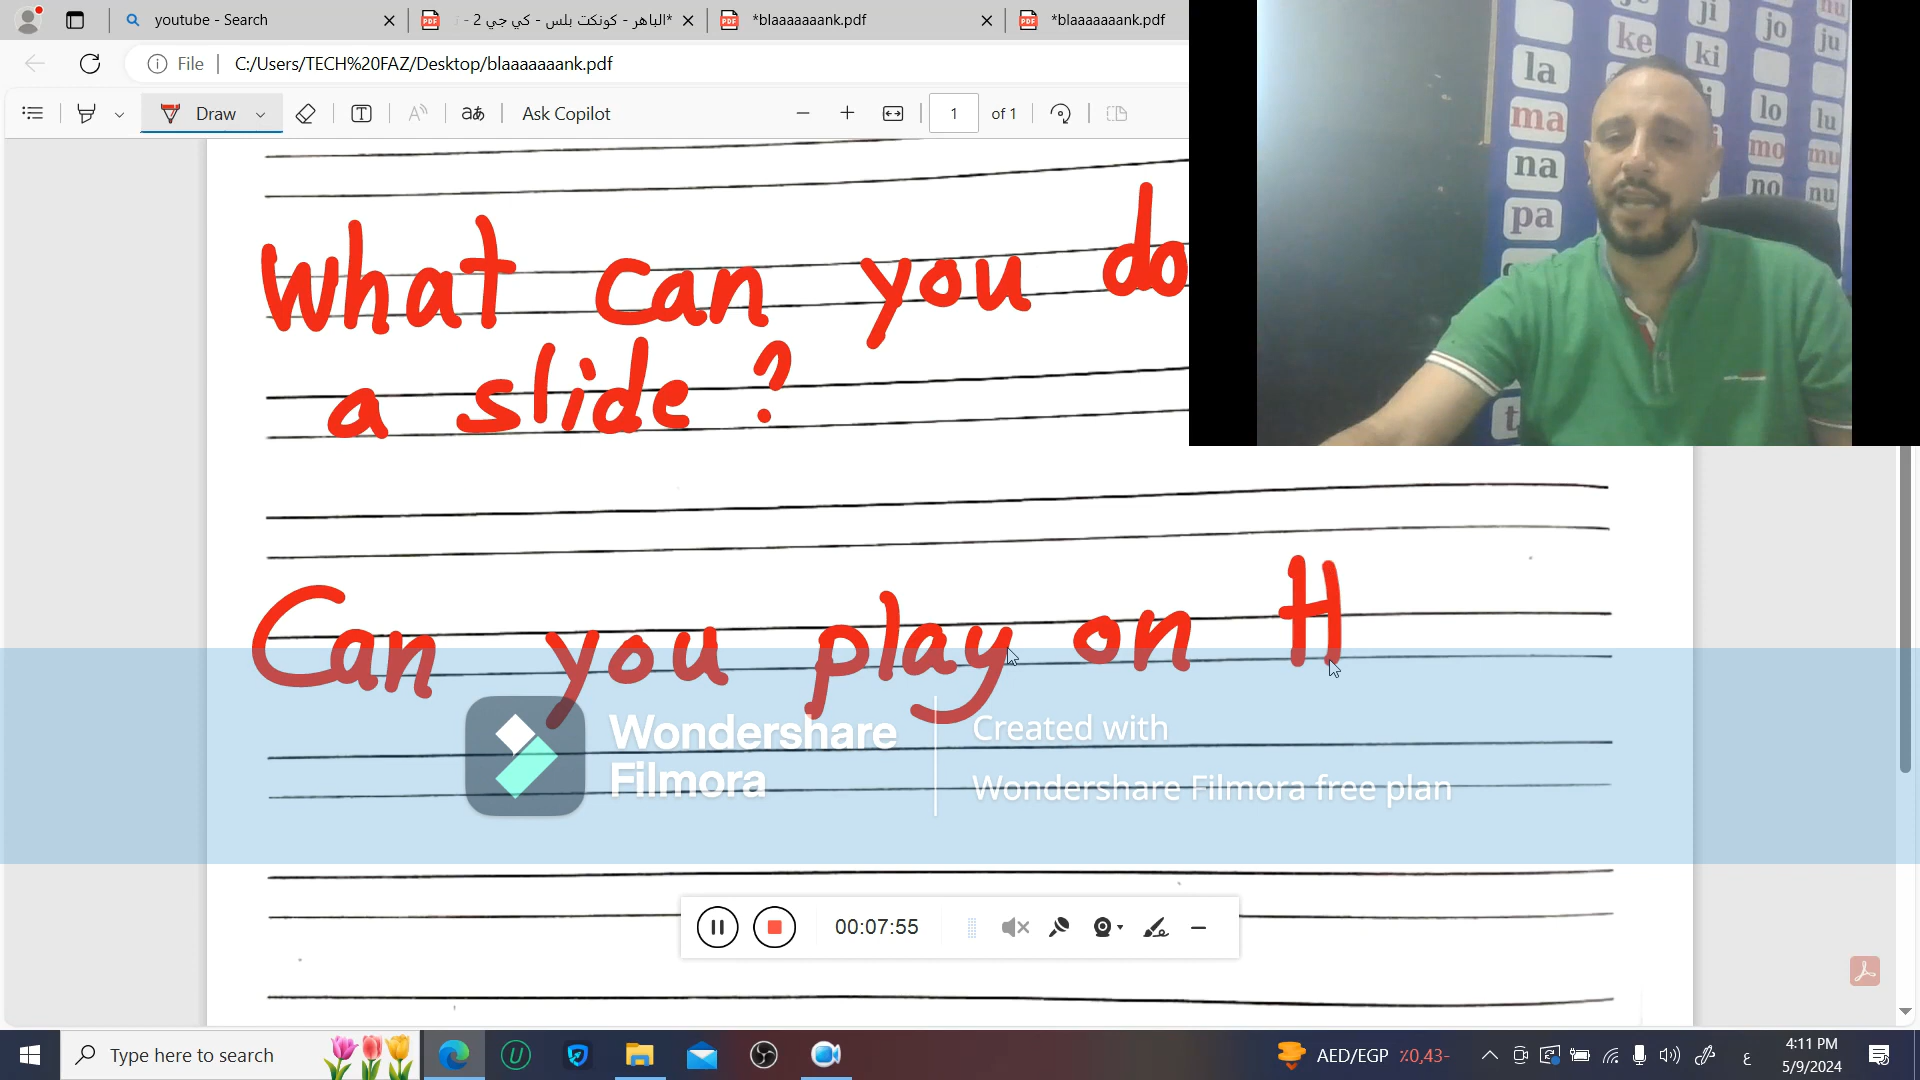 youtube - Search
*الباهر - كونكت بلس - كي جي 2 -
*blaaaaaaank.pdf
*blaaaaaaank.pdf
File
C:/Users/TECH%20FAZ/Desktop/blaaaaaaank.pdf
Draw
Ask Copilot
1 of 1
What can you do
a slide?
Can you play on H
Wondershare
Filmora
Created with
Wondershare Filmora free plan
00:07:55
la
ma
na
pa
ke
ji
ki
jo
lo
mo
no
nu
ju
lu
mu
nu
Type here to search
AED/EGP ٪0,43-
ع
4:11 PM
5/9/2024